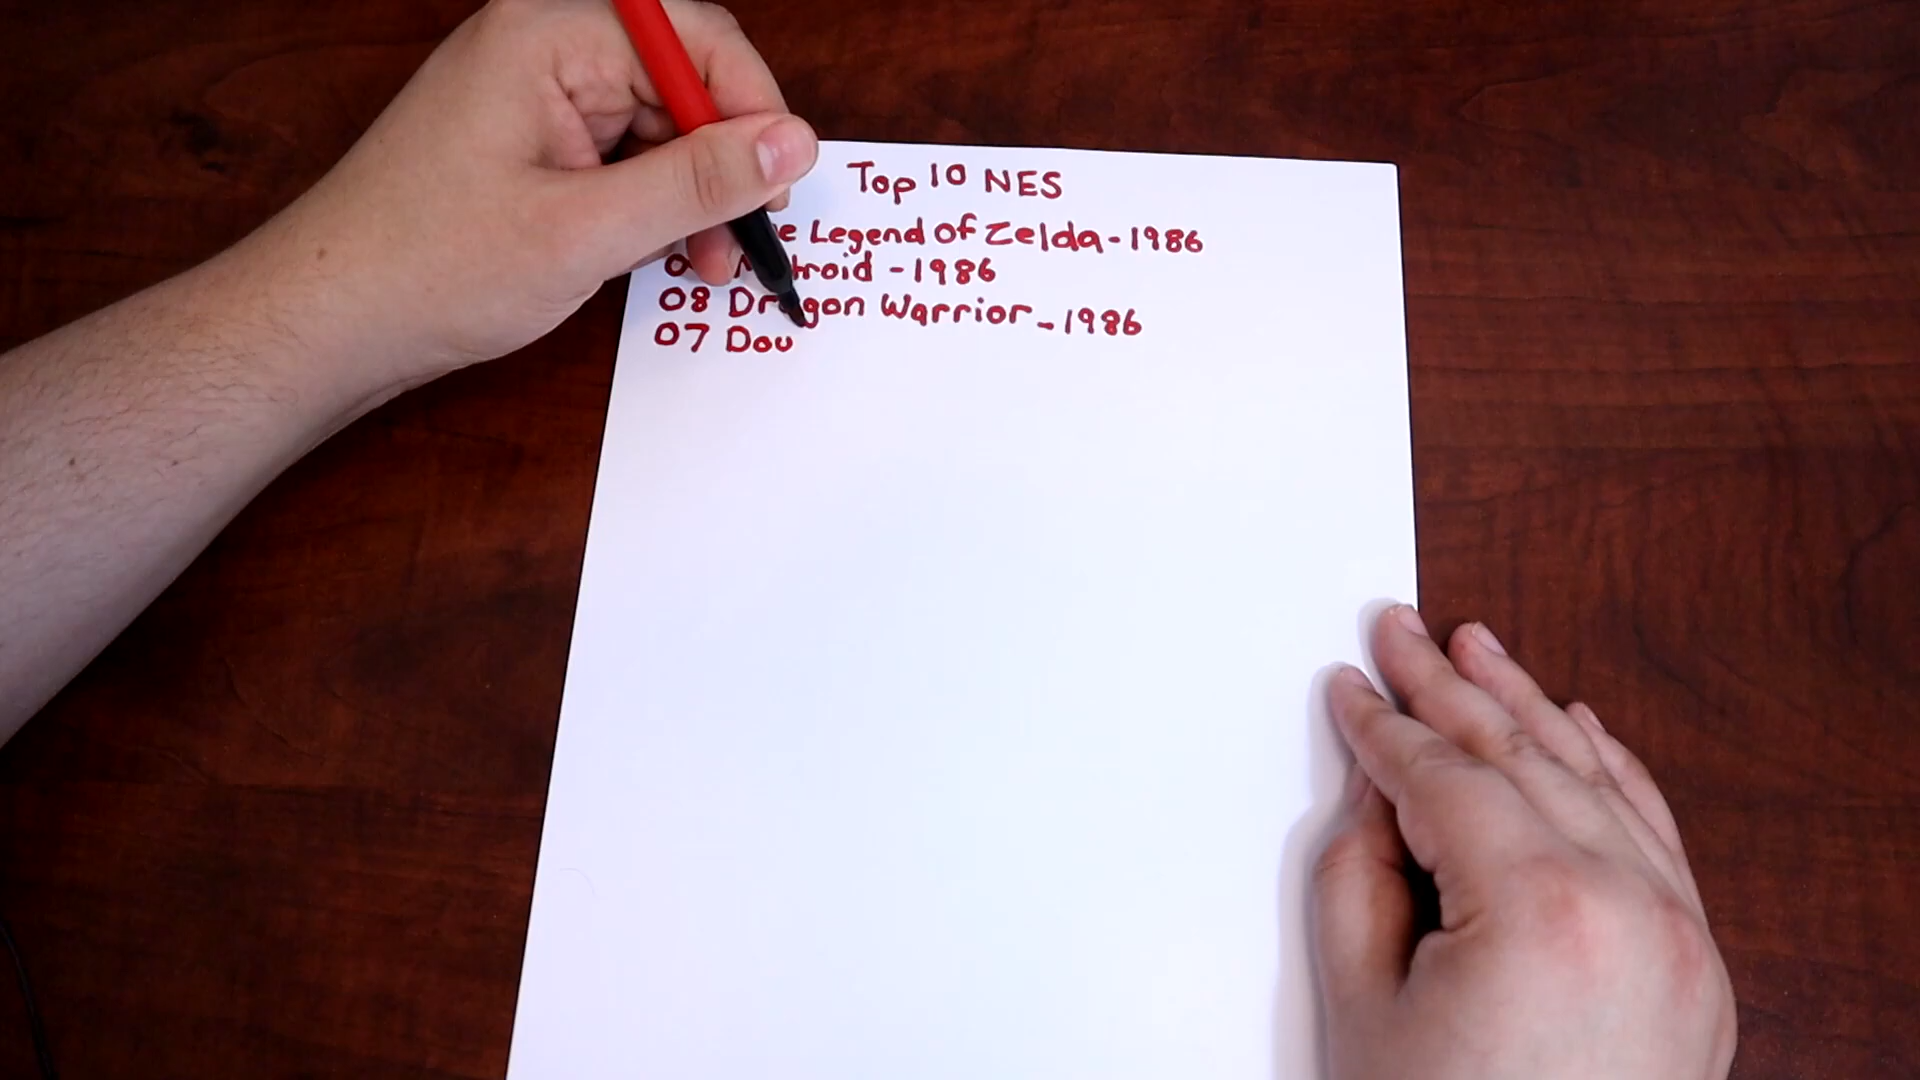 Top 10 NES
Legend of Zelda - 1986
- 1986
08 Dragon Warrior - 1986
07 Dou